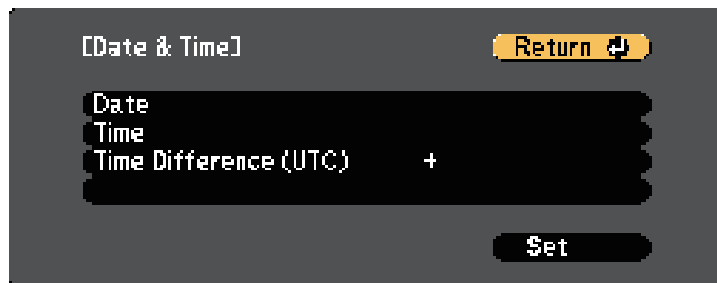 [Date & Time]
Return
Date
Time
Time Difference (UTC) +
Set